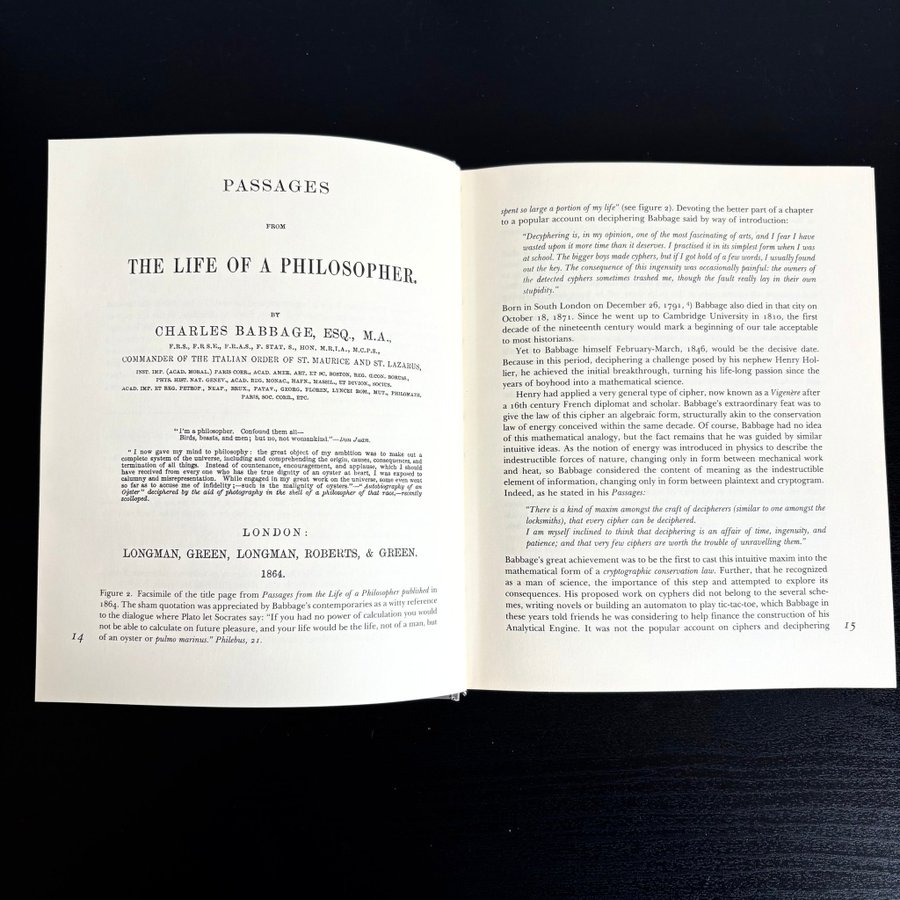 PASSAGES
FROM
THE LIFE OF A PHILOSOPHER.
BY
CHARLES BABBAGE, ESQ., M.A.,
F.R.S., F.R.S.E., F.R.A.S., F. STAT. S., HON. M.R.I.A., M.C.P.S.,
COMMANDER OF THE ITALIAN ORDER OF ST. MAURICE AND ST. LAZARUS,
INST. IMP. (ACAD. MORAL.) PARIS CORR., ACAD. AMER. ART. ET SC. BOSTON, REG. ŒCON. BORUSS.,
PHYS. HIST. NAT. GENEV., ACAD. REG. MONAC., HAFN., MASSIL., ET DIVION., SOCIUS.
ACAD. IMP. ET REG. PETROP., NEAP., BRUX., PATAV., GEORG. FLOREN, LYNCEI ROM., MUT., PHILOMATH.
PARIS, SOC. CORR., ETC.
"I'm a philosopher. Confound them all—
Birds, beasts, and men; but no, not womankind."—Don Juan.
"I now gave my mind to philosophy: the great object of my ambition was to make out a
complete system of the universe, including and comprehending the origin, causes, consequences, and
termination of all things. Instead of countenance, encouragement, and applause, which I should
have received from every one who has the true dignity of an oyster at heart, I was exposed to
calumny and misrepresentation. While engaged in my great work on the universe, some even went
so far as to accuse me of infidelity;—such is the malignity of oysters."—"Autobiography of an
Oyster" deciphered by the aid of photography in the shell of a philosopher of that race,—recently
scolloped.
LONDON:
LONGMAN, GREEN, LONGMAN, ROBERTS, & GREEN.
1864.
Figure 2. Facsimile of the title page from Passages from the Life of a Philosopher published in
1864. The sham quotation was appreciated by Babbage's contemporaries as a witty reference
to the dialogue where Plato let Socrates say: "If you had no power of calculation you would
not be able to calculate on future pleasure, and your life would be the life, not of a man, but
of an oyster or pulmo marinus." Philebus, 21.
14
spent so large a portion of my life" (see figure 2). Devoting the better part of a chapter
to a popular account on deciphering Babbage said by way of introduction:
"Decyphering is, in my opinion, one of the most fascinating of arts, and I fear I have
wasted upon it more time than it deserves. I practised it in its simplest form when I was
at school. The bigger boys made cyphers, but if I got hold of a few words, I usually found
out the key. The consequence of this ingenuity was occasionally painful: the owners of
the detected cyphers sometimes trashed me, though the fault really lay in their own
stupidity."
Born in South London on December 26, 1791, ⁴) Babbage also died in that city on
October 18, 1871. Since he went up to Cambridge University in 1810, the first
decade of the nineteenth century would mark a beginning of our tale acceptable
to most historians.
Yet to Babbage himself February-March, 1846, would be the decisive date.
Because in this period, deciphering a challenge posed by his nephew Henry Hol-
lier, he achieved the initial breakthrough, turning his life-long passion since the
years of boyhood into a mathematical science.
Henry had applied a very general type of cipher, now known as a Vigenère after
a 16th century French diplomat and scholar. Babbage's extraordinary feat was to
give the law of this cipher an algebraic form, structurally akin to the conservation
law of energy conceived within the same decade. Of course, Babbage had no idea
of this mathematical analogy, but the fact remains that he was guided by similar
intuitive ideas. As the notion of energy was introduced in physics to describe the
indestructible forces of nature, changing only in form between mechanical work
and heat, so Babbage considered the content of meaning as the indestructible
element of information, changing only in form between plaintext and cryptogram.
Indeed, as he stated in his Passages:
"There is a kind of maxim amongst the craft of decipherers (similar to one amongst the
locksmiths), that every cipher can be deciphered.
I am myself inclined to think that deciphering is an affair of time, ingenuity, and
patience; and that very few ciphers are worth the trouble of unravelling them."
Babbage's great achievement was to be the first to cast this intuitive maxim into the
mathematical form of a cryptographic conservation law. Further, that he recognized
as a man of science, the importance of this step and attempted to explore its
consequences. His proposed work on cyphers did not belong to the several sche-
mes, writing novels or building an automaton to play tic-tac-toe, which Babbage in
these years told friends he was considering to help finance the construction of his
Analytical Engine. It was not the popular account on ciphers and deciphering
15